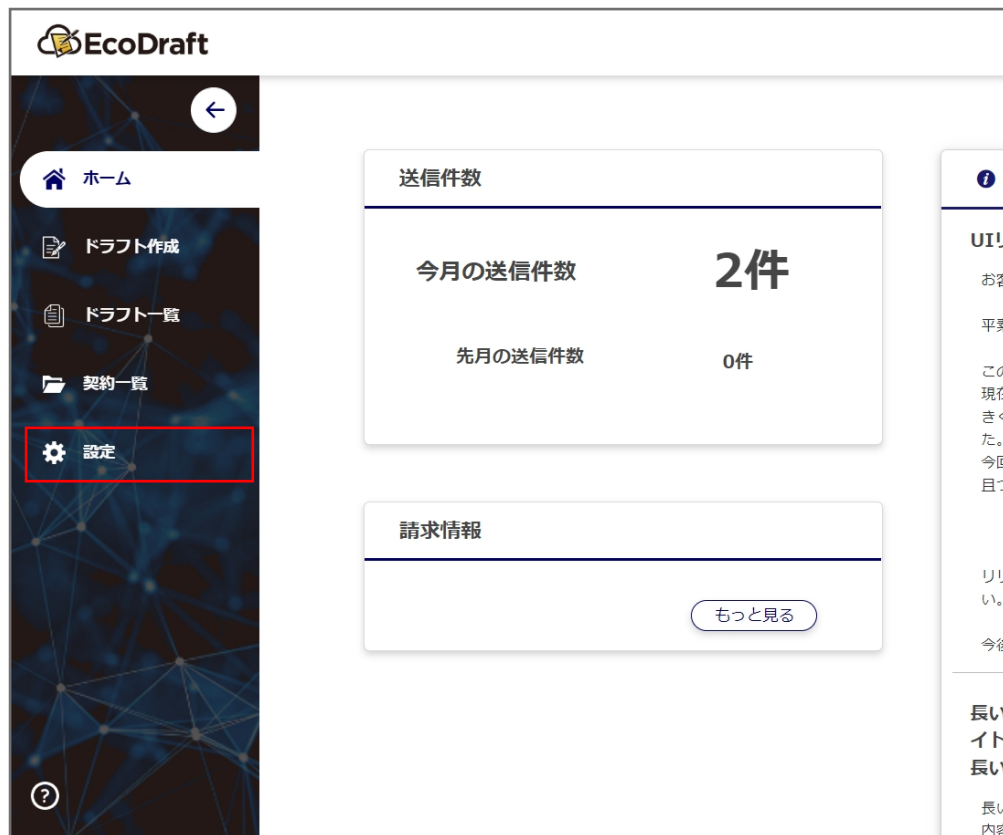 EcoDraft
ホーム
ドラフト作成
ドラフト一覧
契約一覧
設定
?
送信件数
今月の送信件数 2件
先月の送信件数 0件
請求情報
もっと見る
i
UIリ
お客
平素
この
現在
きく
た。
今回
且つ
リリ
い。
今後
長い
イト
長い
長い
内容